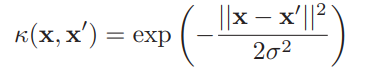 κ(x, x′) = exp (− ||x − x′||² / 2σ²)